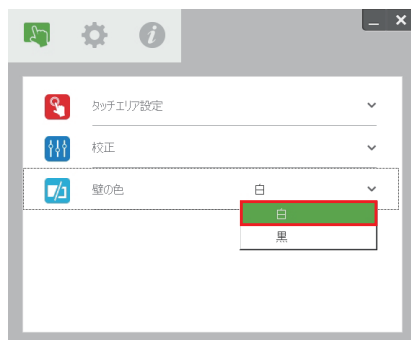 タッチエリア設定
校正
壁の色 白
白
黒